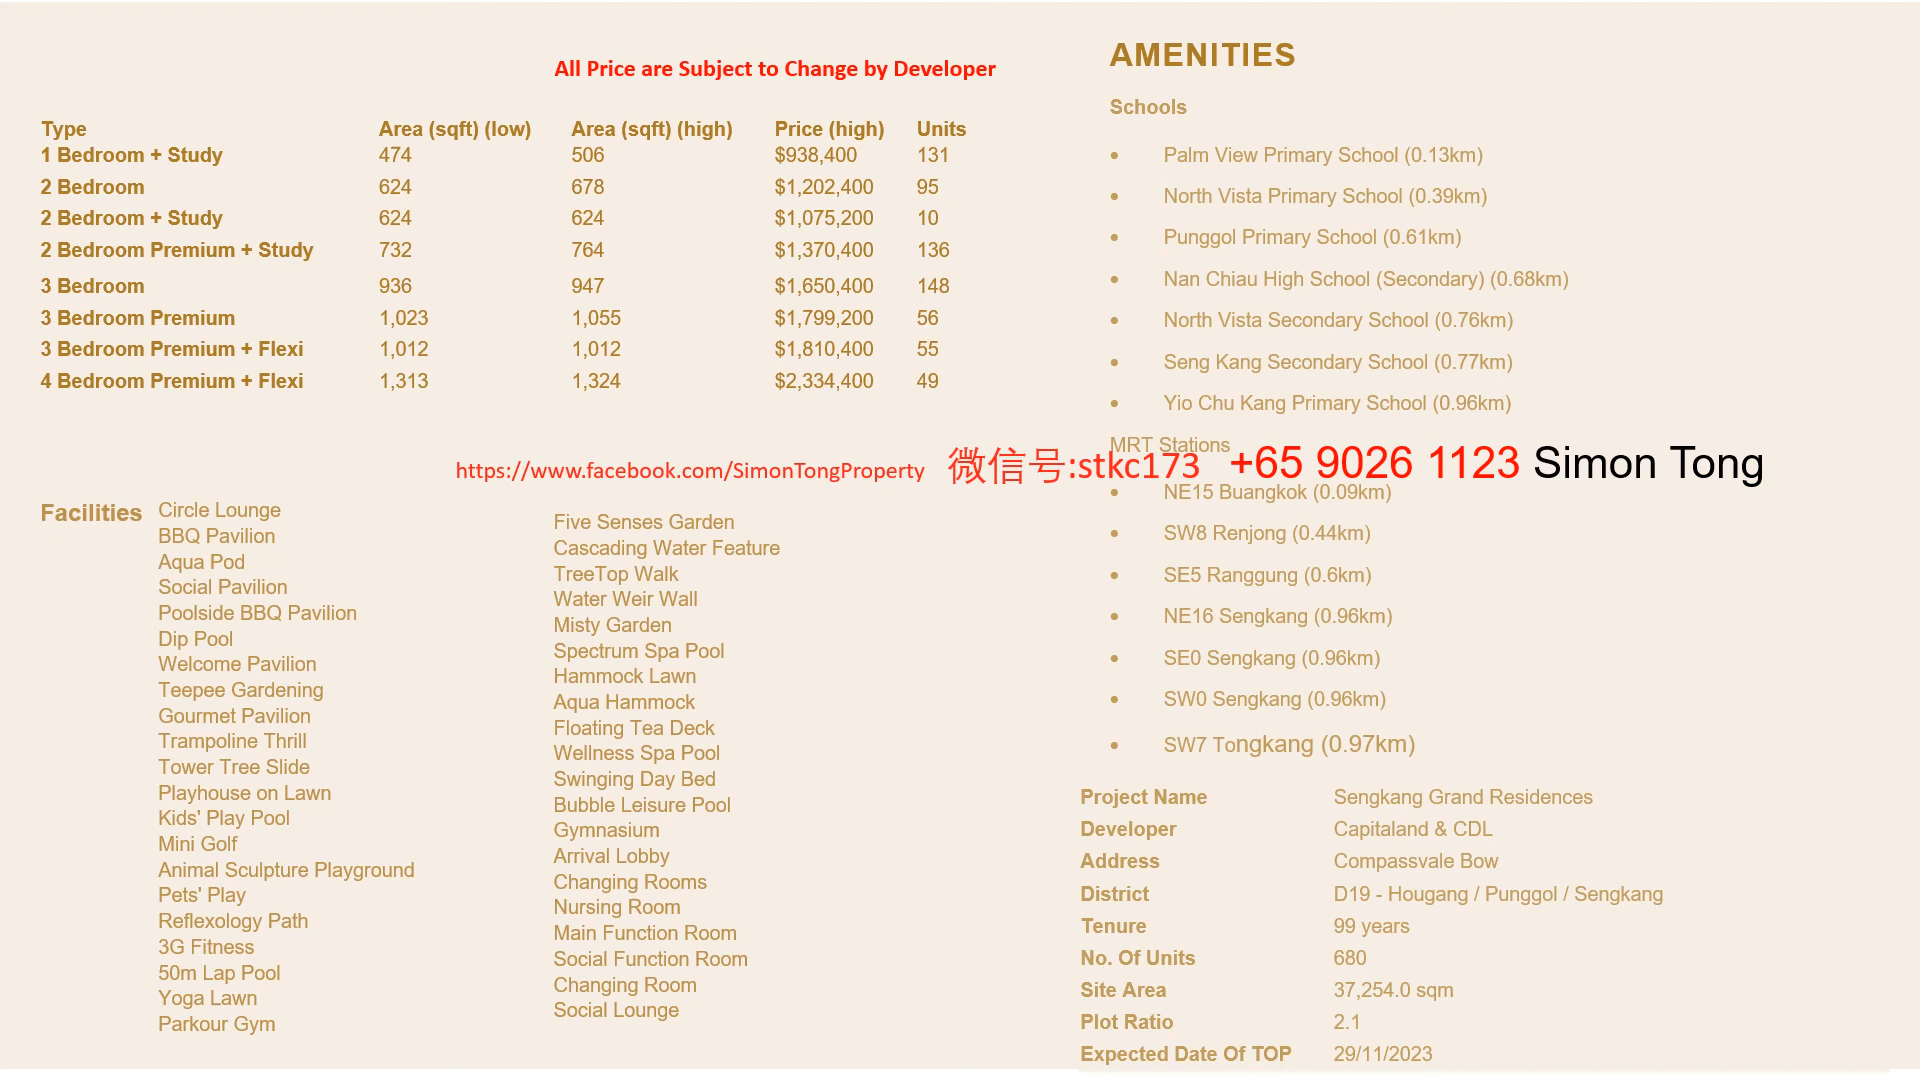 All Price are Subject to Change by Developer
Type Area (sqft) (low) Area (sqft) (high) Price (high) Units
1 Bedroom + Study 474 506 $938,400 131
2 Bedroom 624 678 $1,202,400 95
2 Bedroom + Study 624 624 $1,075,200 10
2 Bedroom Premium + Study 732 764 $1,370,400 136
3 Bedroom 936 947 $1,650,400 148
3 Bedroom Premium 1,023 1,055 $1,799,200 56
3 Bedroom Premium + Flexi 1,012 1,012 $1,810,400 55
4 Bedroom Premium + Flexi 1,313 1,324 $2,334,400 49
https://www.facebook.com/SimonTongProperty 微信号:stkc173 +65 9026 1123 Simon Tong
Facilities
Circle Lounge
BBQ Pavilion
Aqua Pod
Social Pavilion
Poolside BBQ Pavilion
Dip Pool
Welcome Pavilion
Teepee Gardening
Gourmet Pavilion
Trampoline Thrill
Tower Tree Slide
Playhouse on Lawn
Kids' Play Pool
Mini Golf
Animal Sculpture Playground
Pets' Play
Reflexology Path
3G Fitness
50m Lap Pool
Yoga Lawn
Parkour Gym
Five Senses Garden
Cascading Water Feature
TreeTop Walk
Water Weir Wall
Misty Garden
Spectrum Spa Pool
Hammock Lawn
Aqua Hammock
Floating Tea Deck
Wellness Spa Pool
Swinging Day Bed
Bubble Leisure Pool
Gymnasium
Arrival Lobby
Changing Rooms
Nursing Room
Main Function Room
Social Function Room
Changing Room
Social Lounge
AMENITIES
Schools
• Palm View Primary School (0.13km)
• North Vista Primary School (0.39km)
• Punggol Primary School (0.61km)
• Nan Chiau High School (Secondary) (0.68km)
• North Vista Secondary School (0.76km)
• Seng Kang Secondary School (0.77km)
• Yio Chu Kang Primary School (0.96km)
MRT Stations
• NE15 Buangkok (0.09km)
• SW8 Renjong (0.44km)
• SE5 Ranggung (0.6km)
• NE16 Sengkang (0.96km)
• SE0 Sengkang (0.96km)
• SW0 Sengkang (0.96km)
• SW7 Tongkang (0.97km)
Project Name Sengkang Grand Residences
Developer Capitaland & CDL
Address Compassvale Bow
District D19 - Hougang / Punggol / Sengkang
Tenure 99 years
No. Of Units 680
Site Area 37,254.0 sqm
Plot Ratio 2.1
Expected Date Of TOP 29/11/2023